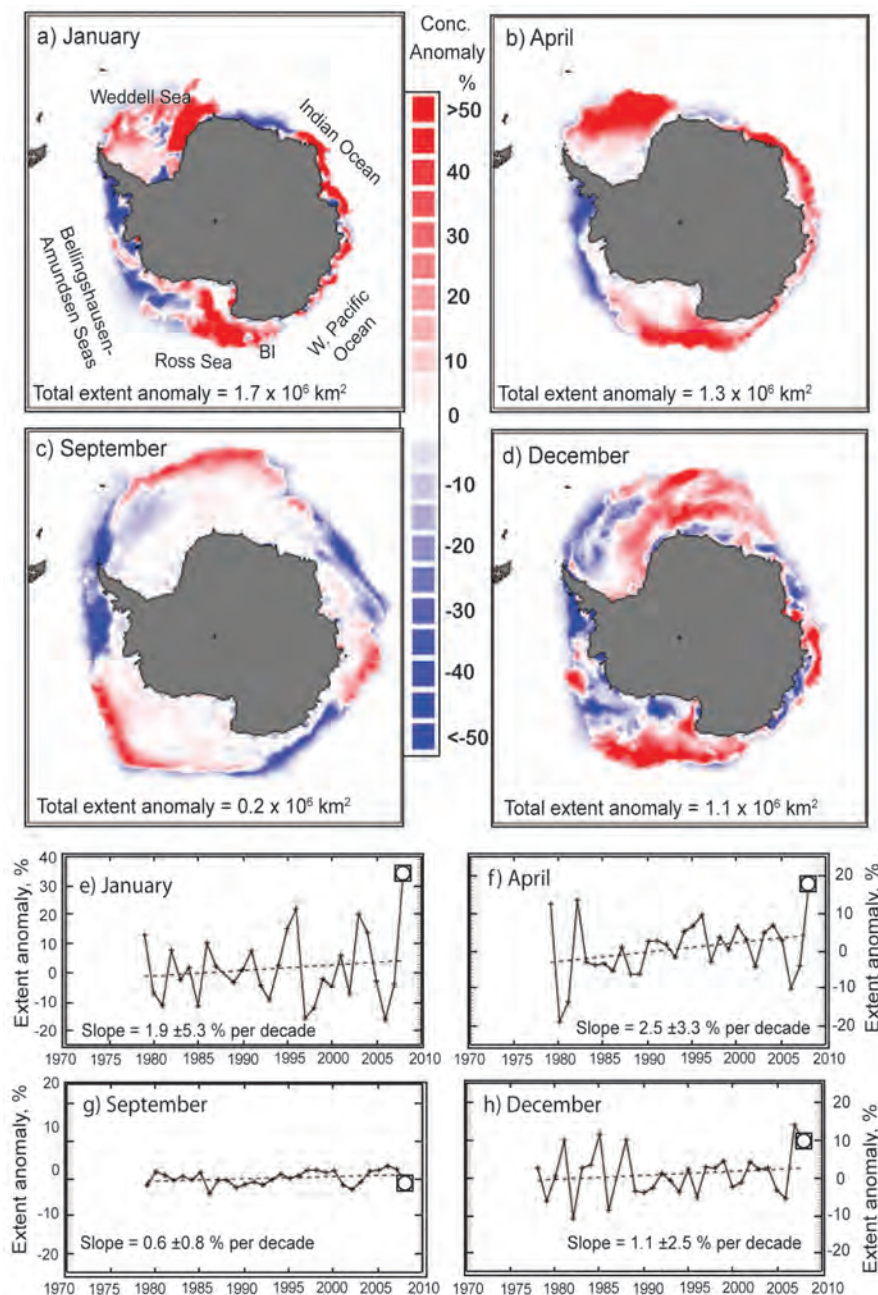 a) January
Weddell Sea
Indian Ocean
Bellingshausen-
Amundsen Seas
Ross Sea
BI
W. Pacific
Ocean
Total extent anomaly = 1.7 x 10⁶ km²
Conc.
Anomaly
%
>50
40
30
20
10
0
-10
-20
-30
-40
<-50
b) April
Total extent anomaly = 1.3 x 10⁶ km²
c) September
Total extent anomaly = 0.2 x 10⁶ km²
d) December
Total extent anomaly = 1.1 x 10⁶ km²
Extent anomaly, %
40
30
20
10
0
-10
-20
e) January
Slope = 1.9 ±5.3 % per decade
1970 1975 1980 1985 1990 1995 2000 2005 2010
f) April
Slope = 2.5 ±3.3 % per decade
1970 1975 1980 1985 1990 1995 2000 2005 2010
20
10
0
-10
-20
Extent anomaly, %
Extent anomaly, %
20
10
0
-10
-20
g) September
Slope = 0.6 ±0.8 % per decade
1970 1975 1980 1985 1990 1995 2000 2005 2010
h) December
Slope = 1.1 ±2.5 % per decade
1970 1975 1980 1985 1990 1995 2000 2005 2010
20
10
0
-10
-20
Extent anomaly, %